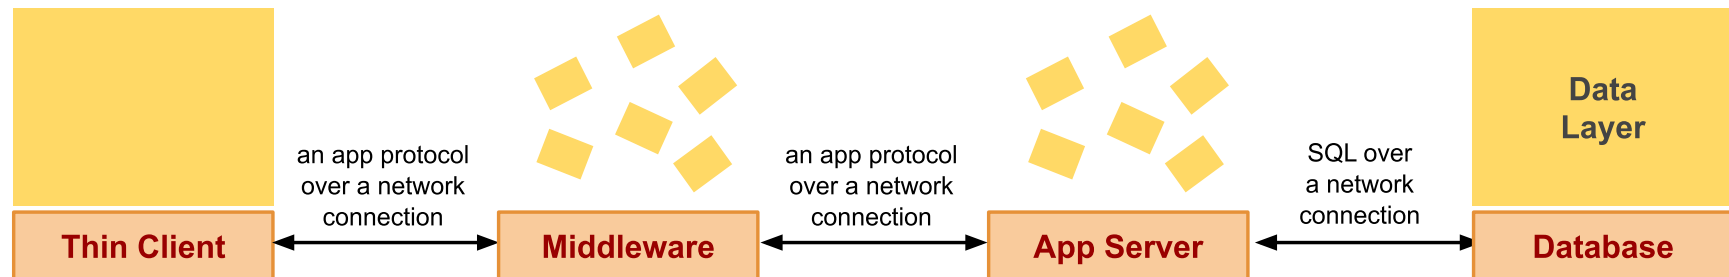 Data
Layer
an app protocol
over a network
connection
an app protocol
over a network
connection
SQL over
a network
connection
Thin Client
Middleware
App Server
Database